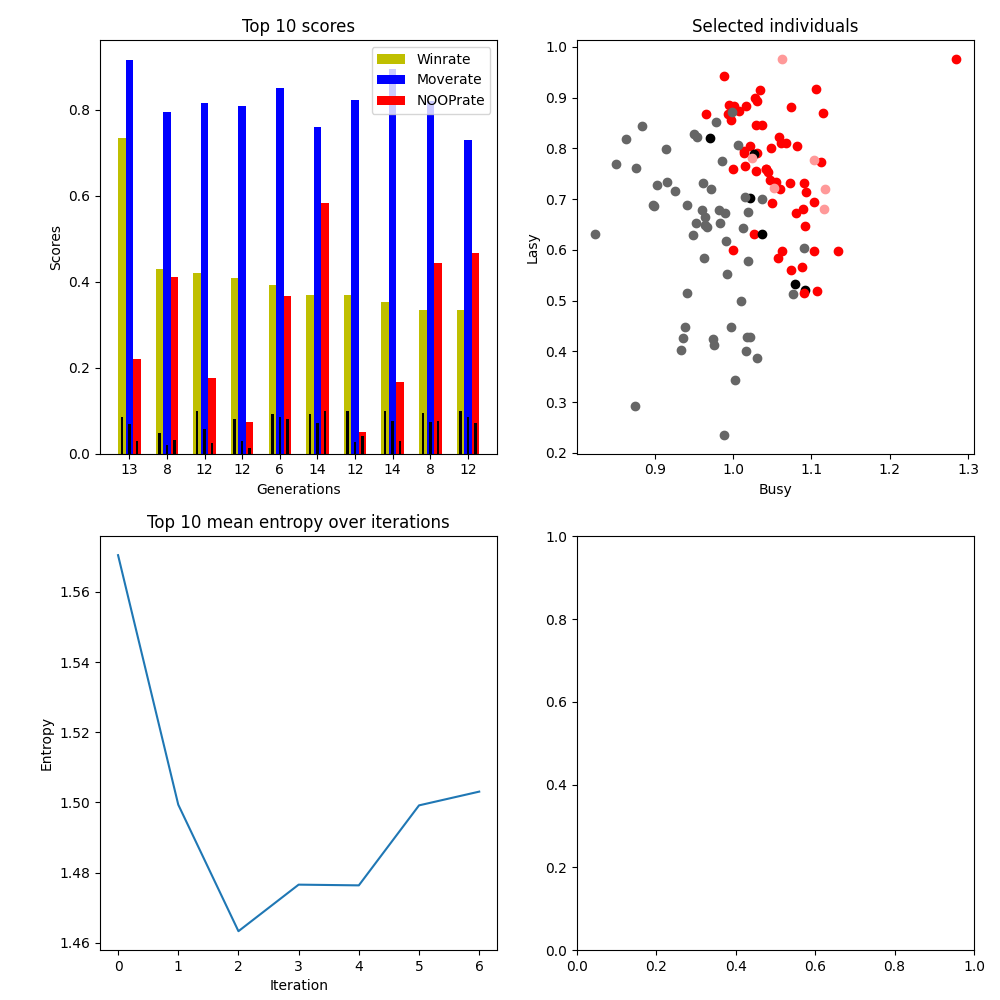 Top 10 scores
Winrate
Moverate
NOOPrate
0.8
0.6
0.4
0.2
0.0
Scores
13 8 12 12 6 14 12 14 8 12
Generations
Selected individuals
1.0
0.9
0.8
0.7
0.6
0.5
0.4
0.3
0.2
Lasy
0.9 1.0 1.1 1.2 1.3
Busy
Top 10 mean entropy over iterations
1.56
1.54
1.52
1.50
1.48
1.46
Entropy
0 1 2 3 4 5 6
Iteration
1.0
0.8
0.6
0.4
0.2
0.0
0.0 0.2 0.4 0.6 0.8 1.0